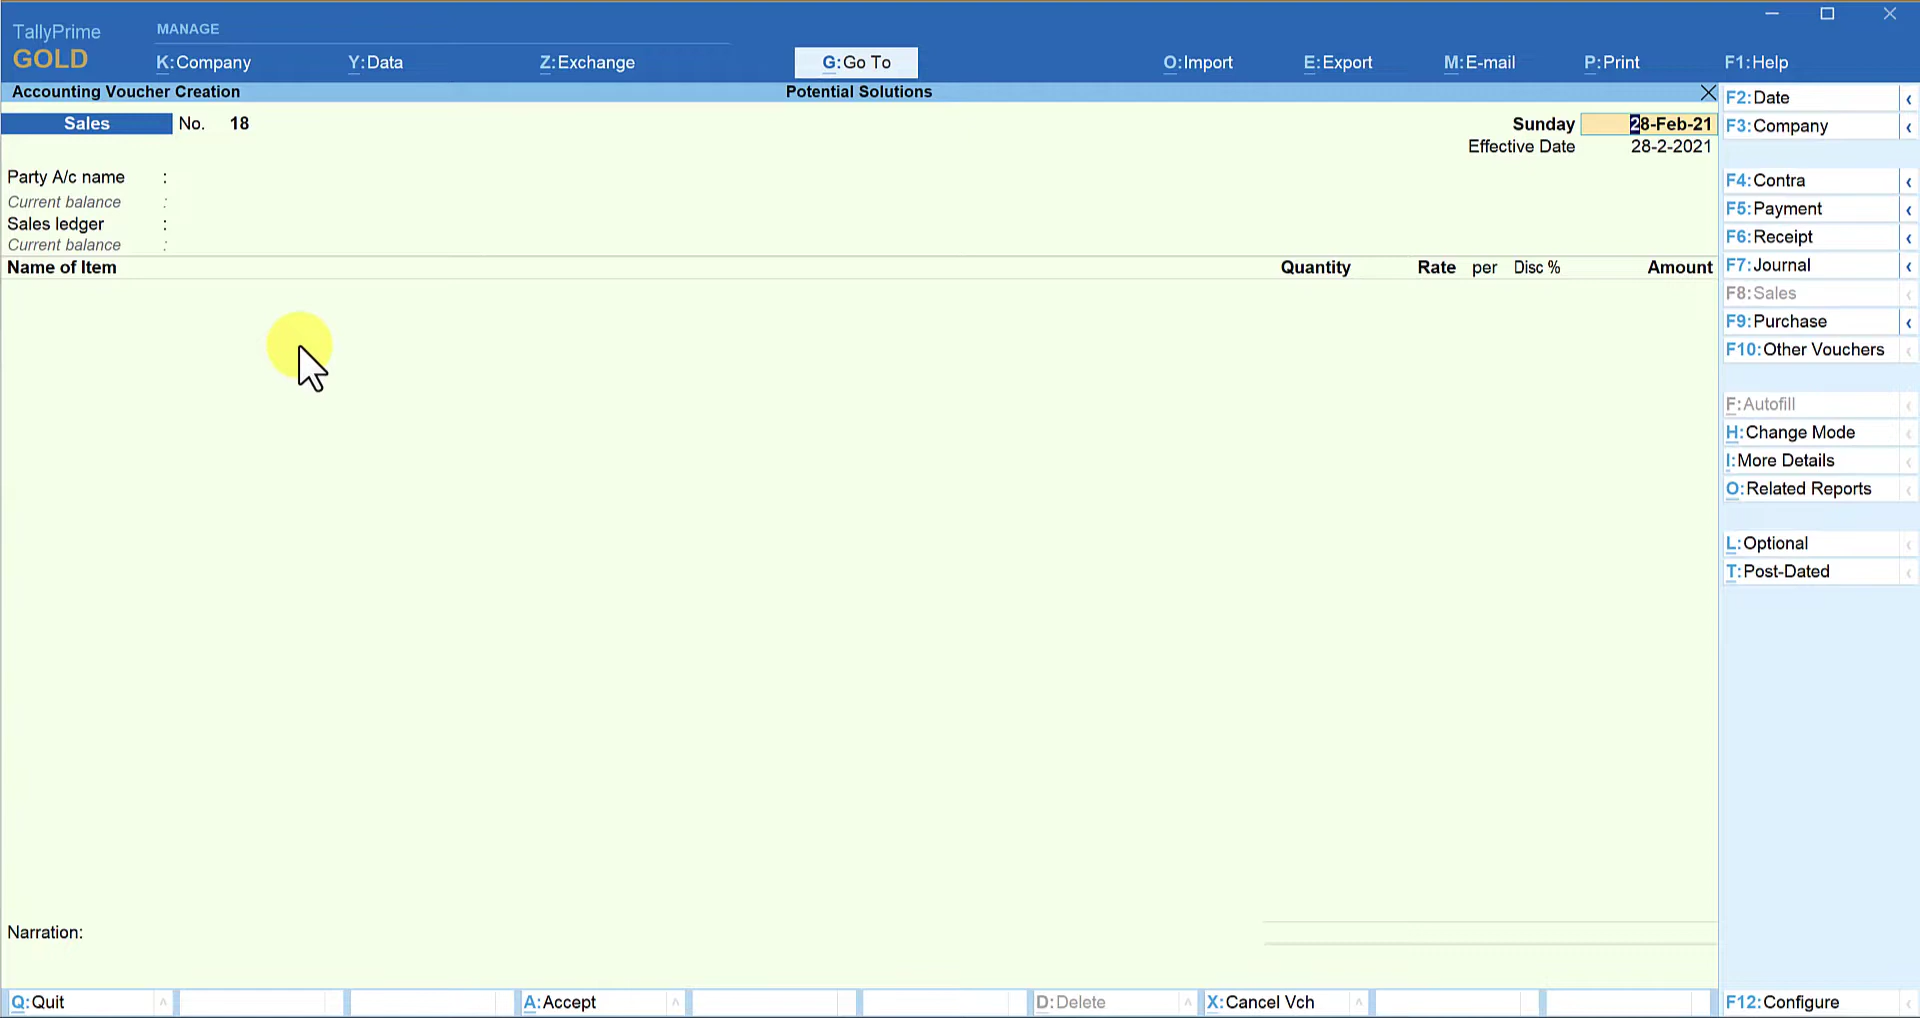 TallyPrime
GOLD
MANAGE
K:Company Y:Data Z:Exchange G:Go To O:Import E:Export M:E-mail P:Print F1:Help
Accounting Voucher Creation Potential Solutions
Sales No. 18 Sunday 28-Feb-21
Effective Date 28-2-2021
Party A/c name :
Current balance :
Sales ledger :
Current balance :
Name of Item Quantity Rate per Disc % Amount
Narration:
F2:Date
F3:Company
F4:Contra
F5:Payment
F6:Receipt
F7:Journal
F8:Sales
F9:Purchase
F10:Other Vouchers
F:Autofill
H:Change Mode
I:More Details
O:Related Reports
L:Optional
T:Post-Dated
Q:Quit A:Accept D:Delete X:Cancel Vch F12:Configure